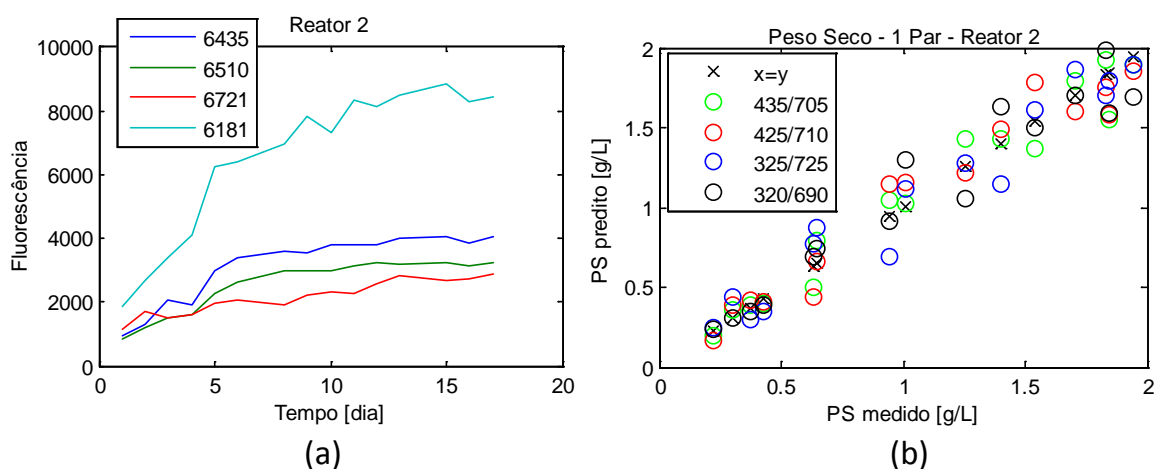 Reator 2
6435
6510
6721
6181
Fluorescência
10000
8000
6000
4000
2000
0
0 5 10 15 20
Tempo [dia]
(a)
Peso Seco - 1 Par - Reator 2
x=y
435/705
425/710
325/725
320/690
PS predito [g/L]
2
1.5
1
0.5
0
0 0.5 1 1.5 2
PS medido [g/L]
(b)